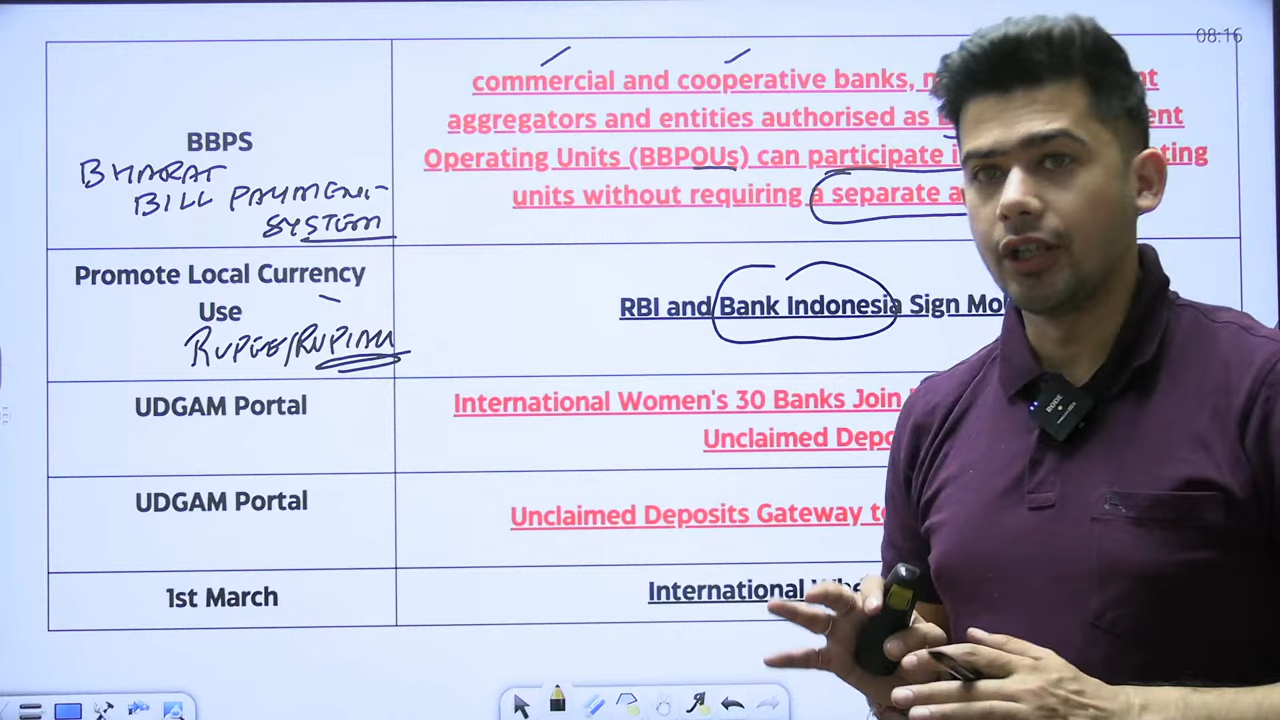 08:16
commercial and cooperative banks,
aggregators and entities authorised as
BBPS
Operating Units (BBPOUs) can participate
units without requiring a separate
BHARAT
BILL PAYMENT
SYSTEM
Promote Local Currency
Use
RBI and Bank Indonesia Sign MoU
RUPEE/RUPIAH
UDGAM Portal
International Women's 30 Banks Join
Unclaimed
UDGAM Portal
Unclaimed Deposits Gateway
1st March
International
RODE